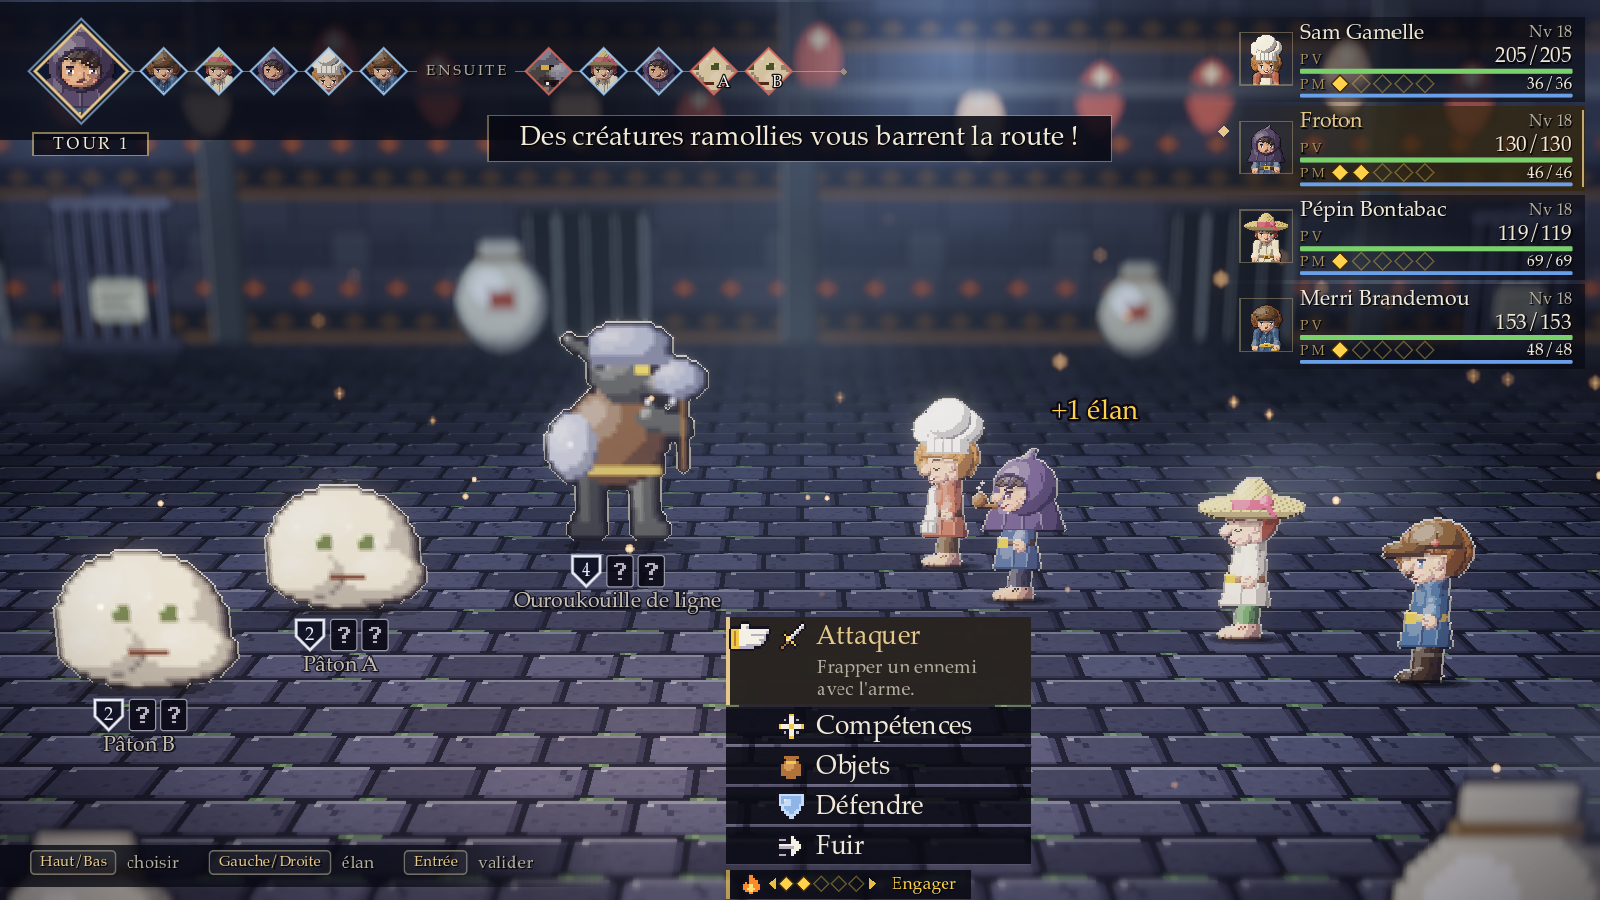 ENSUITE
A
B
TOUR 1
Des créatures ramollies vous barrent la route !
Sam Gamelle Nv 18
PV 205/205
PM 36/36
Froton Nv 18
PV 130/130
PM 46/46
Pépin Bontabac Nv 18
PV 119/119
PM 69/69
Merri Brandemou Nv 18
PV 153/153
PM 48/48
+1 élan
4 ? ?
Ouroukouille de ligne
2 ? ?
Pâton A
2 ? ?
Pâton B
Attaquer
Frapper un ennemi
avec l'arme.
Compétences
Objets
Défendre
Fuir
Engager
Haut/Bas choisir Gauche/Droite élan Entrée valider